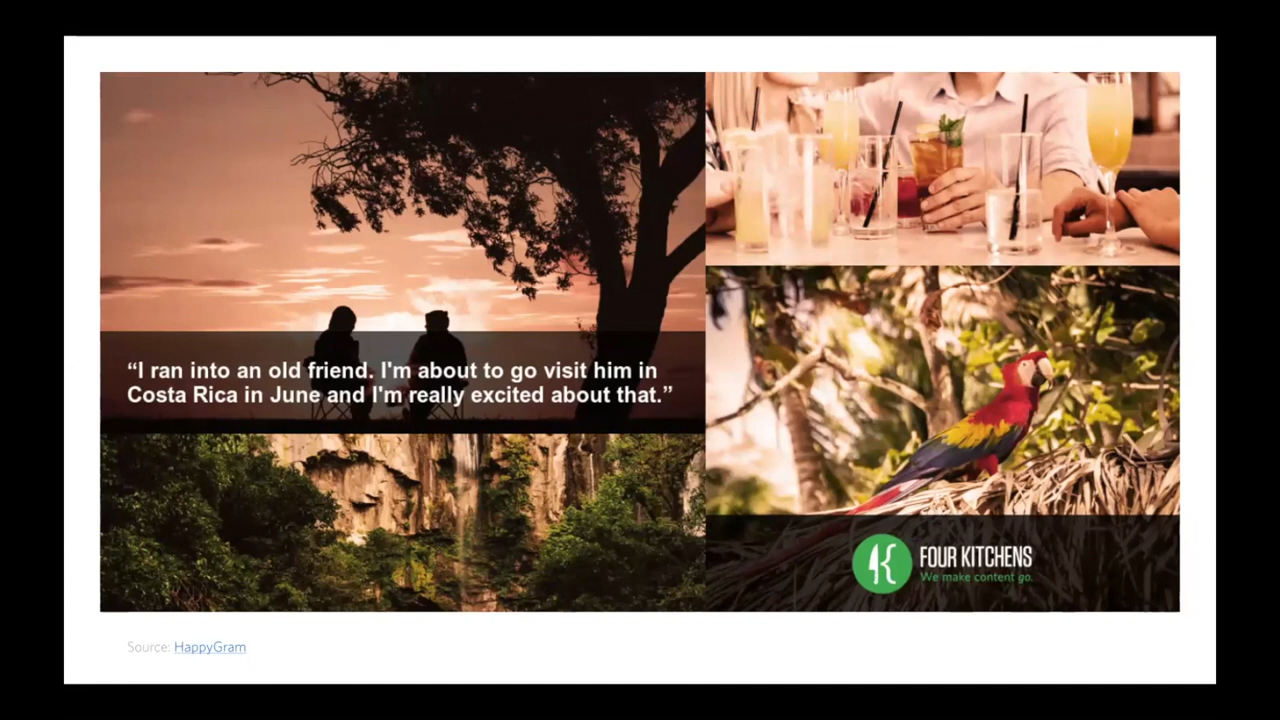 “I ran into an old friend. I'm about to go visit him in
Costa Rica in June and I'm really excited about that.”
FOUR KITCHENS
We make content go.
Source: HappyGram